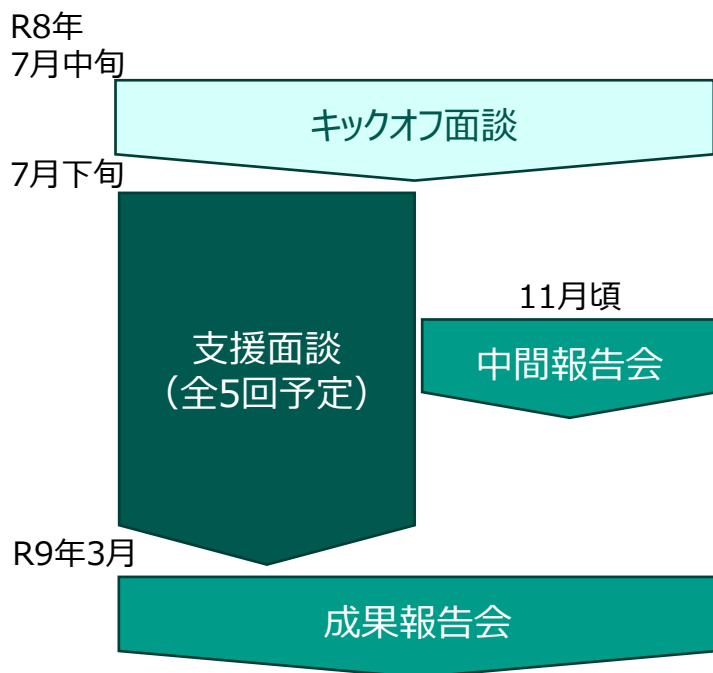 R8年
7月中旬
キックオフ面談
7月下旬
支援面談
（全5回予定）
11月頃
中間報告会
R9年3月
成果報告会